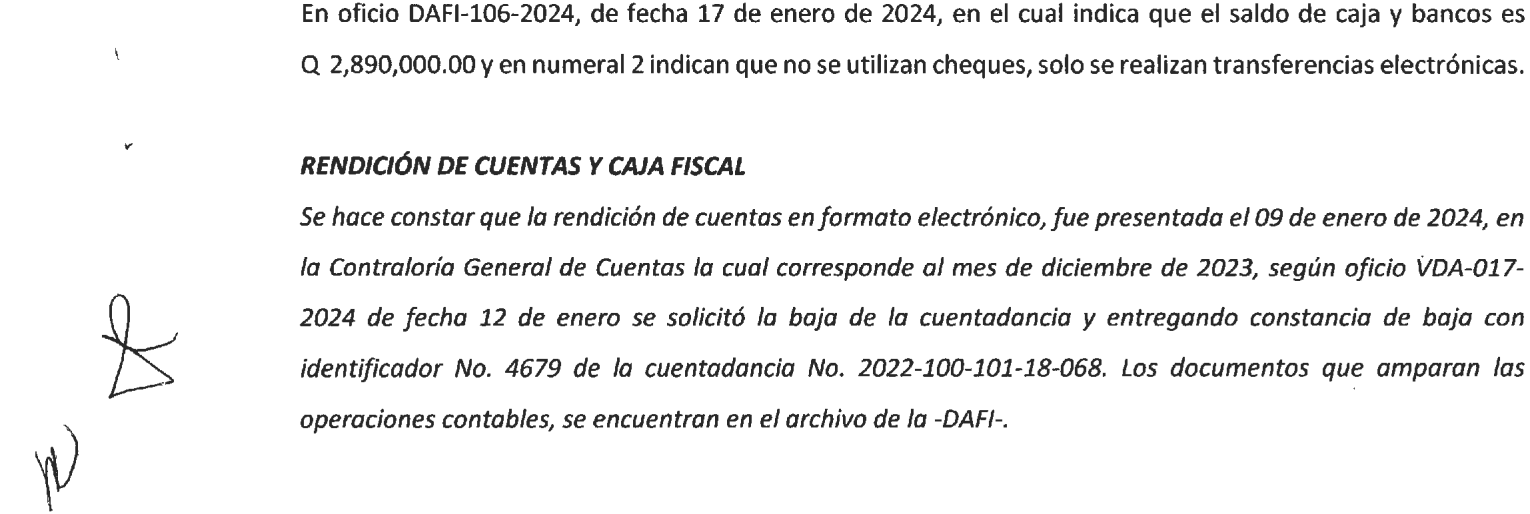 En oficio DAFI-106-2024, de fecha 17 de enero de 2024, en el cual indica que el saldo de caja y bancos es
Q 2,890,000.00 y en numeral 2 indican que no se utilizan cheques, solo se realizan transferencias electrónicas.
RENDICIÓN DE CUENTAS Y CAJA FISCAL
Se hace constar que la rendición de cuentas en formato electrónico, fue presentada el 09 de enero de 2024, en
la Contraloría General de Cuentas la cual corresponde al mes de diciembre de 2023, según oficio VDA-017-
2024 de fecha 12 de enero se solicitó la baja de la cuentadancia y entregando constancia de baja con
identificador No. 4679 de la cuentadancia No. 2022-100-101-18-068. Los documentos que amparan las
operaciones contables, se encuentran en el archivo de la -DAFI-.